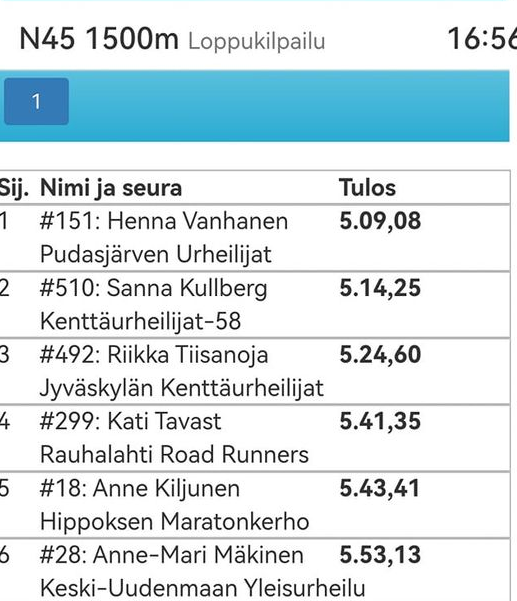 N45 1500m Loppukilpailu 16:56
1
Sij. Nimi ja seura Tulos
1 #151: Henna Vanhanen 5.09,08
Pudasjärven Urheilijat
2 #510: Sanna Kullberg 5.14,25
Kenttäurheilijat-58
3 #492: Riikka Tiisanoja 5.24,60
Jyväskylän Kenttäurheilijat
4 #299: Kati Tavast 5.41,35
Rauhalahti Road Runners
5 #18: Anne Kiljunen 5.43,41
Hippoksen Maratonkerho
6 #28: Anne-Mari Mäkinen 5.53,13
Keski-Uudenmaan Yleisurheilu